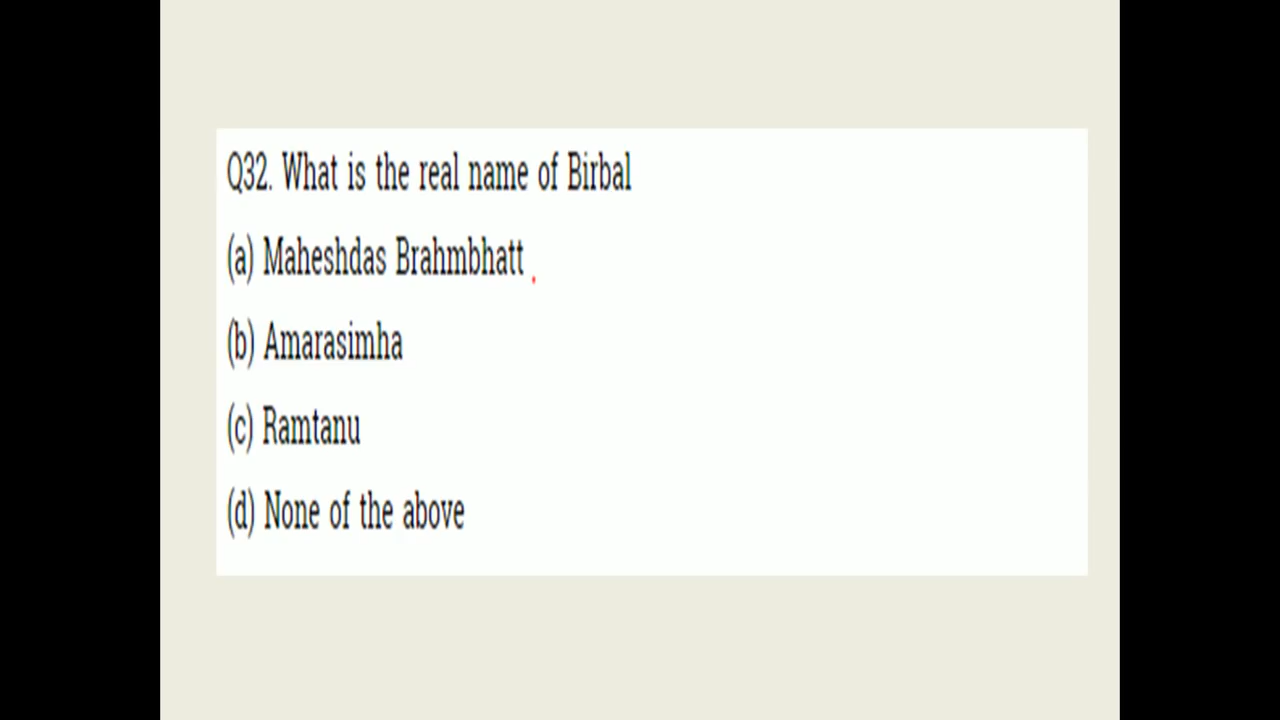 Q32. What is the real name of Birbal
(a) Maheshdas Brahmbhatt
(b) Amarasimha
(c) Ramtanu
(d) None of the above